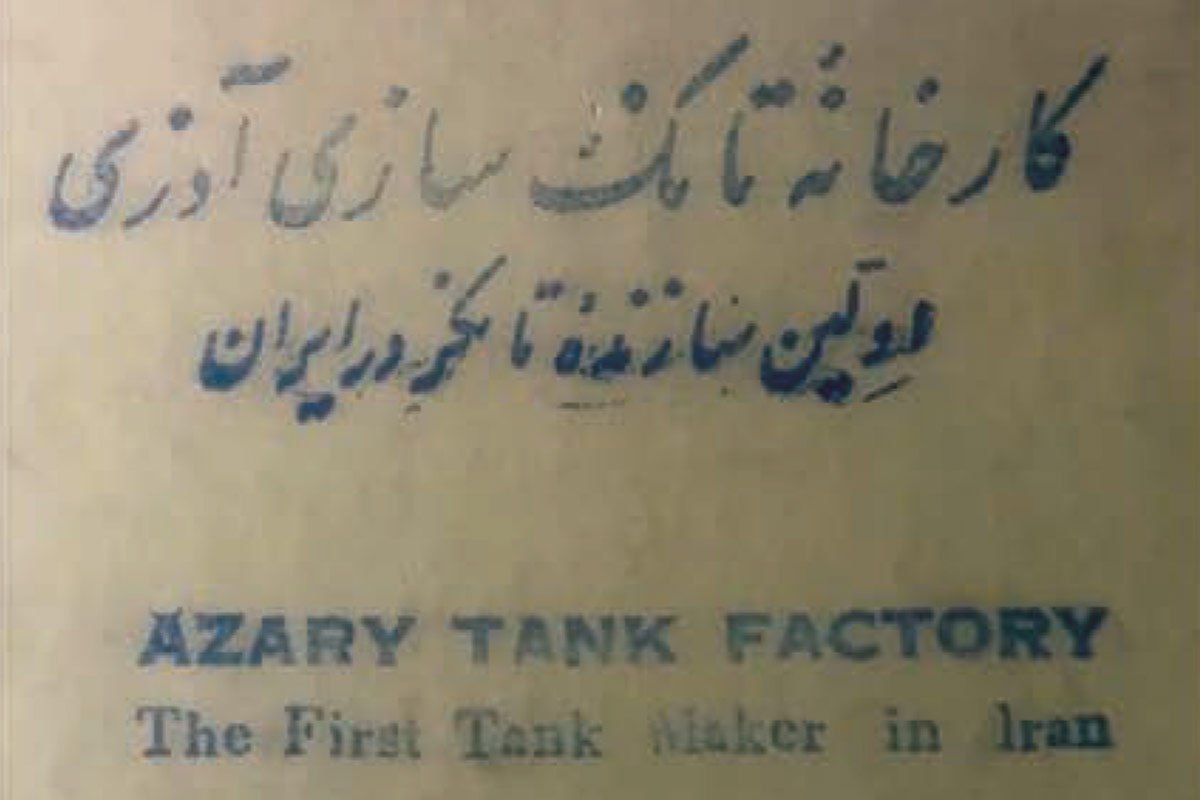 کارخانهٔ تانک سازی آذری
اولین سازندهٔ تانکر در ایران
AZARY TANK FACTORY
The First Tank Maker in Iran